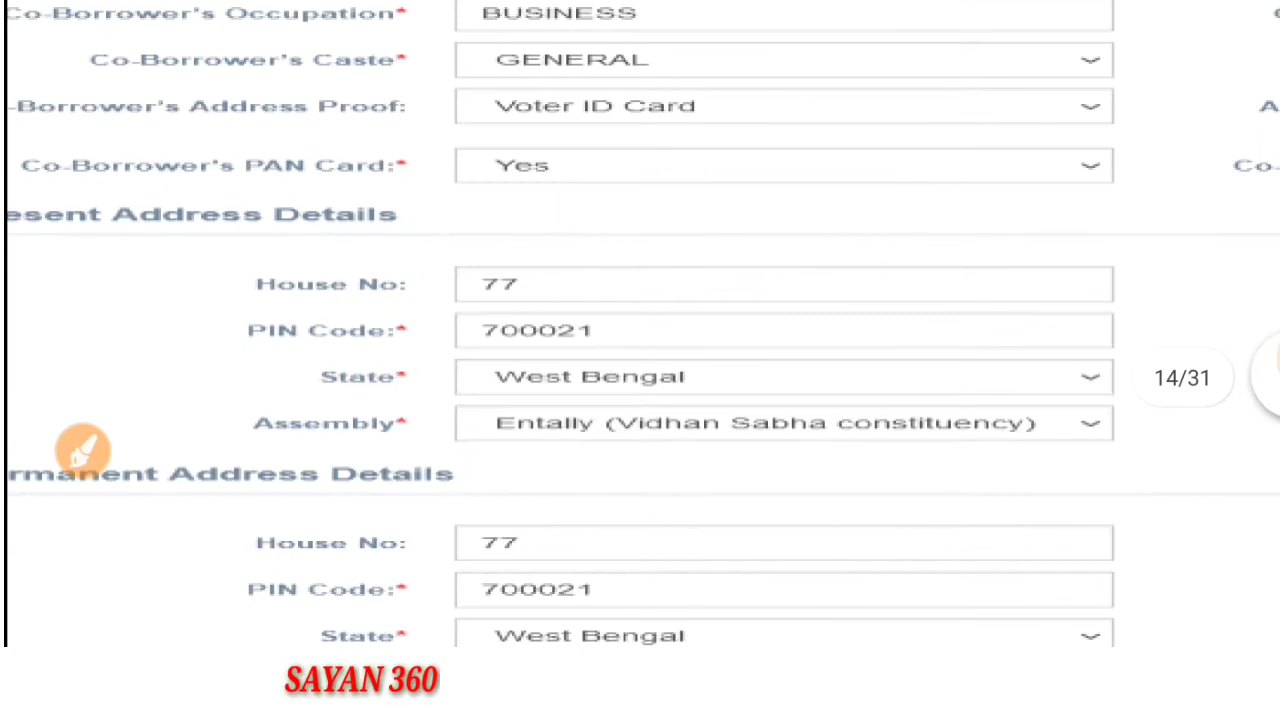 Co-Borrower's Occupation* BUSINESS
Co-Borrower's Caste* GENERAL
-Borrower's Address Proof: Voter ID Card A
Co-Borrower's PAN Card:* Yes Co-
esent Address Details
House No: 77
PIN Code:* 700021
State* West Bengal 14/31
Assembly* Entally (Vidhan Sabha constituency)
rmanent Address Details
House No: 77
PIN Code:* 700021
State* West Bengal
SAYAN 360